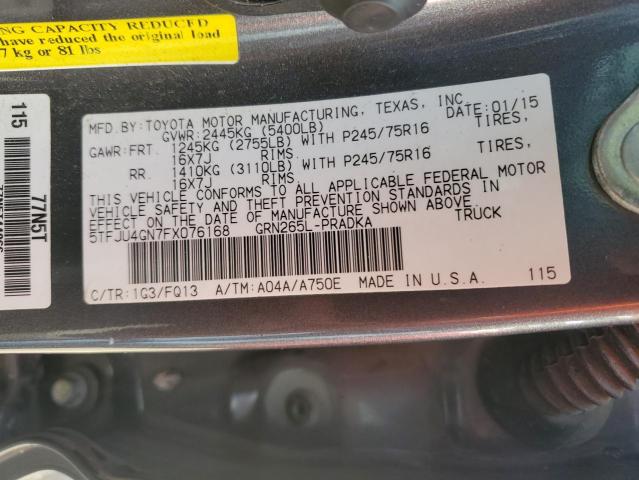 NG CAPACITY REDUCED
have reduced the original load
7 kg or 81 lbs
115
77N5T
MFD.BY:TOYOTA MOTOR MANUFACTURING, TEXAS, INC. DATE:01/15
GVWR:2445KG (5400LB)
GAWR:FRT. 1245KG (2755LB) WITH P245/75R16 TIRES,
16X7J RIMS
RR. 1410KG (3110LB) WITH P245/75R16 TIRES,
16X7J RIMS
THIS VEHICLE CONFORMS TO ALL APPLICABLE FEDERAL MOTOR
VEHICLE SAFETY AND THEFT PREVENTION STANDARDS IN
EFFECT ON THE DATE OF MANUFACTURE SHOWN ABOVE.
5TFJU4GN7FX076168 GRN265L-PRADKA TRUCK
C/TR:1G3/FQ13 A/TM:A04A/A750E MADE IN U.S.A. 115